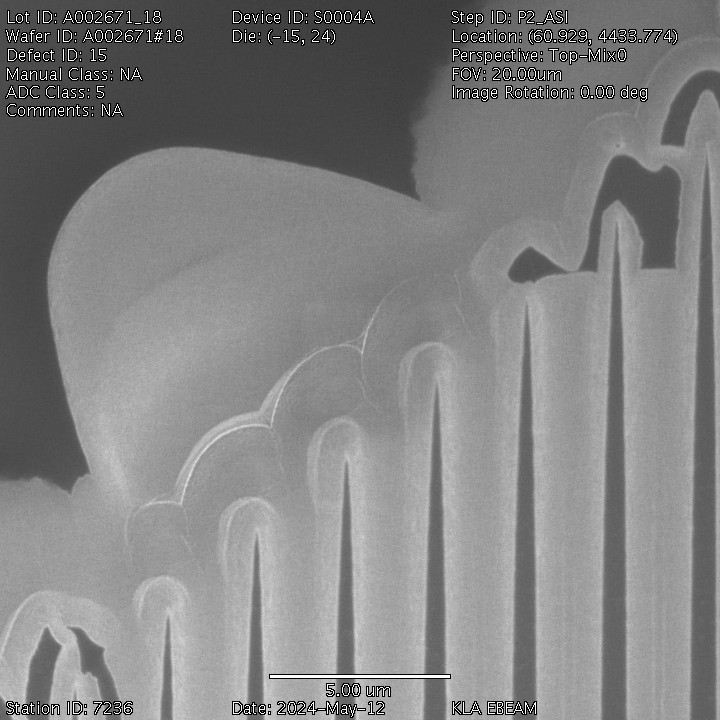 Lot ID: A002671_18 Device ID: S0004A Step ID: P2_ASI
Wafer ID: A002671#18 Die: (-15, 24) Location: (60.929, 4433.774)
Defect ID: 15 Perspective: Top-Mix0
Manual Class: NA FOV: 20.00um
ADC Class: 5 Image Rotation: 0.00 deg
Comments: NA
5.00 um
Station ID: 7236 Date: 2024-May-12 KLA EBEAM